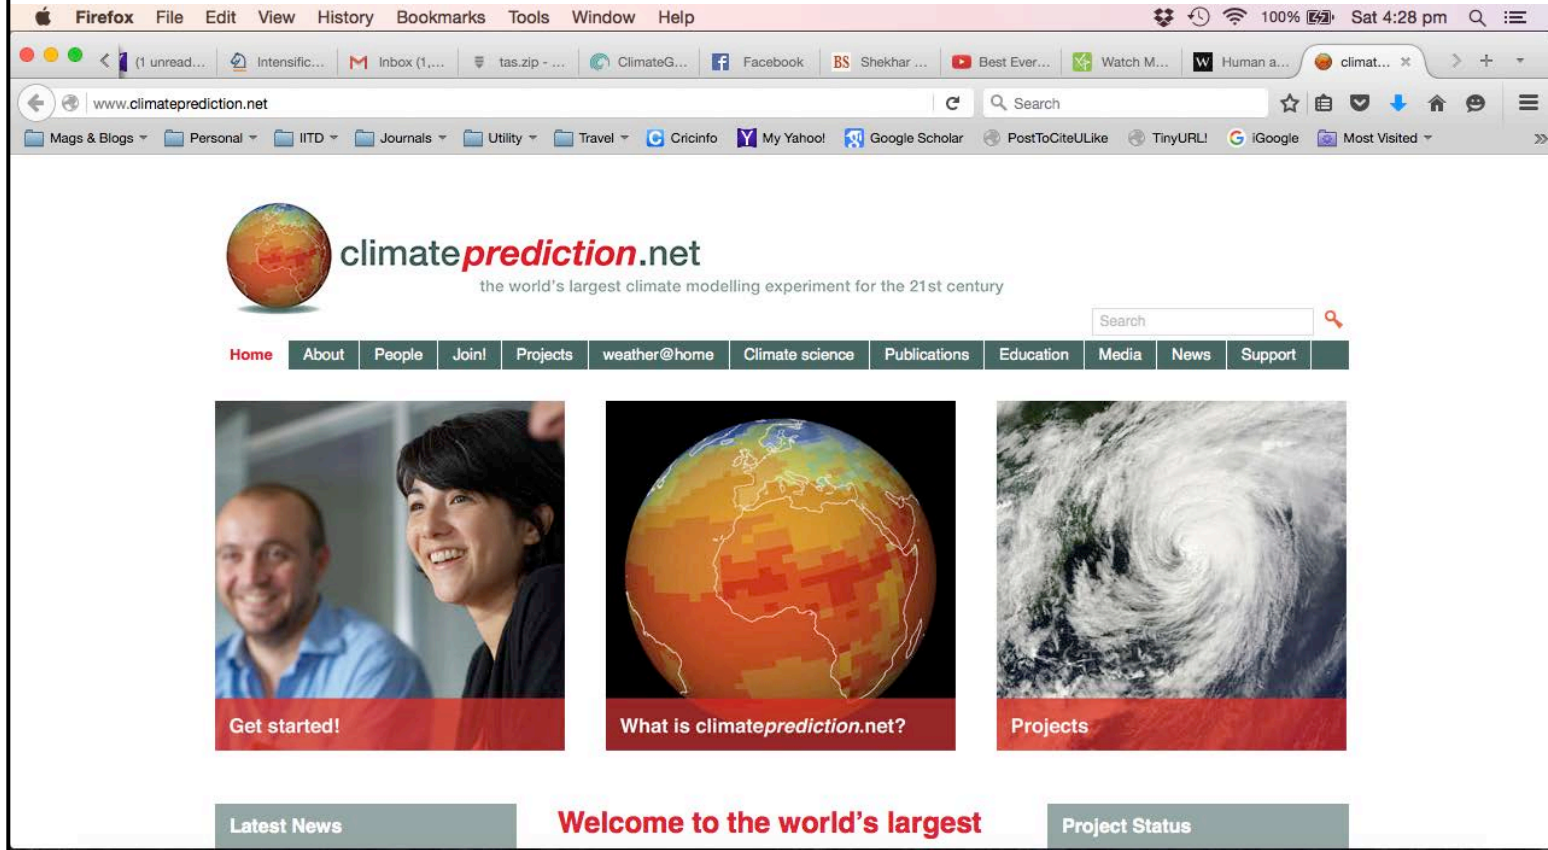 Firefox File Edit View History Bookmarks Tools Window Help 100% Sat 4:28 pm
(1 unread... Intensific... Inbox (1,... tas.zip - ... ClimateG... Facebook BS Shekhar ... Best Ever... Watch M... W Human a... climat...
www.climateprediction.net Search
Mags & Blogs Personal IITD Journals Utility Travel Cricinfo My Yahoo! Google Scholar PostToCiteULike TinyURL! iGoogle Most Visited
climateprediction.net
the world's largest climate modelling experiment for the 21st century
Search
Home About People Join! Projects weather@home Climate science Publications Education Media News Support
Get started! What is climateprediction.net? Projects
Latest News Welcome to the world's largest Project Status